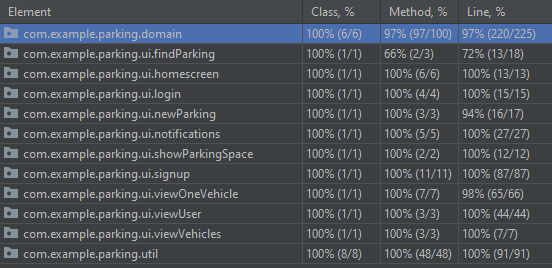 Element Class, % Method, % Line, %
com.example.parking.domain 100% (6/6) 97% (97/100) 97% (220/225)
com.example.parking.ui.findParking 100% (1/1) 66% (2/3) 72% (13/18)
com.example.parking.ui.homescreen 100% (1/1) 100% (6/6) 100% (13/13)
com.example.parking.ui.login 100% (1/1) 100% (4/4) 100% (15/15)
com.example.parking.ui.newParking 100% (1/1) 100% (3/3) 94% (16/17)
com.example.parking.ui.notifications 100% (1/1) 100% (5/5) 100% (27/27)
com.example.parking.ui.showParkingSpace 100% (1/1) 100% (2/2) 100% (12/12)
com.example.parking.ui.signup 100% (1/1) 100% (11/11) 100% (87/87)
com.example.parking.ui.viewOneVehicle 100% (1/1) 100% (7/7) 98% (65/66)
com.example.parking.ui.viewUser 100% (1/1) 100% (3/3) 100% (44/44)
com.example.parking.ui.viewVehicles 100% (1/1) 100% (3/3) 100% (7/7)
com.example.parking.util 100% (8/8) 100% (48/48) 100% (91/91)